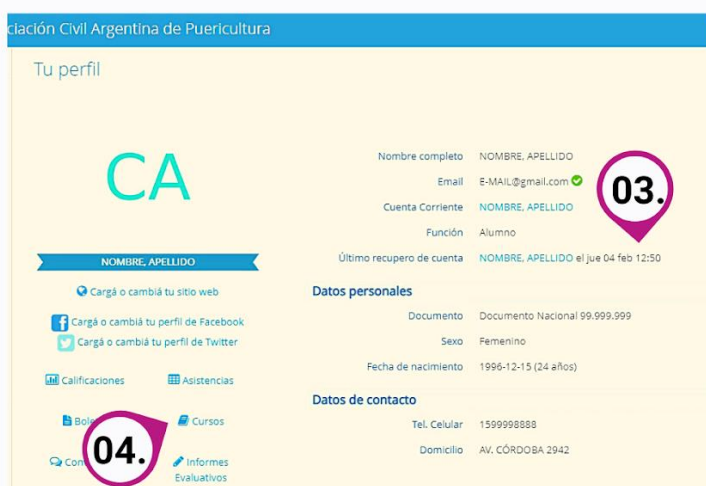 ciación Civil Argentina de Puericultura
Tu perfil
CA
NOMBRE, APELLIDO
Cargá o cambiá tu sitio web
Cargá o cambiá tu perfil de Facebook
Cargá o cambiá tu perfil de Twitter
Calificaciones Asistencias
Cursos
04.
Informes
Evaluativos
Nombre completo NOMBRE, APELLIDO
Email E-MAIL@gmail.com
03.
Cuenta Corriente NOMBRE, APELLIDO
Función Alumno
Último recupero de cuenta NOMBRE, APELLIDO el jue 04 feb 12:50
Datos personales
Documento Documento Nacional 99.999.999
Sexo Femenino
Fecha de nacimiento 1996-12-15 (24 años)
Datos de contacto
Tel. Celular 1599998888
Domicilio AV. CÓRDOBA 2942